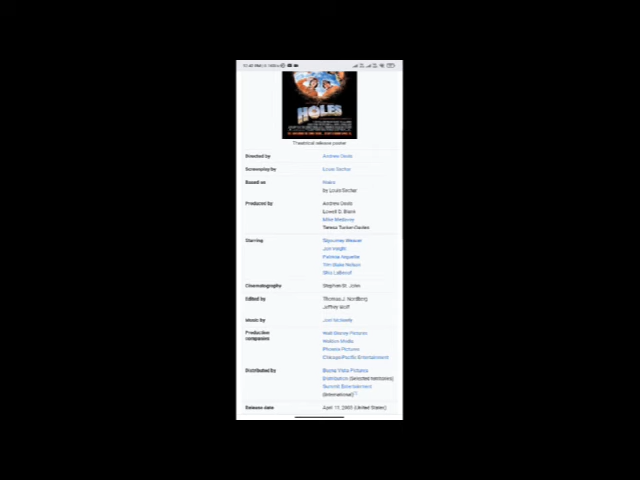 HOLES
Theatrical release poster
Directed by
Andrew Davis
Screenplay by
Louis Sachar
Based on
Holes
by Louis Sachar
Produced by
Andrew Davis
Lowell D. Blank
Mike Medavoy
Teresa Tucker-Davies
Starring
Sigourney Weaver
Jon Voight
Patricia Arquette
Tim Blake Nelson
Shia LaBeouf
Cinematography
Stephen St. John
Edited by
Thomas J. Nordberg
Jeffrey Wolf
Music by
Joel McNeely
Production
companies
Walt Disney Pictures
Walden Media
Phoenix Pictures
Chicago Pacific Entertainment
Distributed by
Buena Vista Pictures
Distribution (Selected territories)
Summit Entertainment
(International)
Release date
2003 (United States)